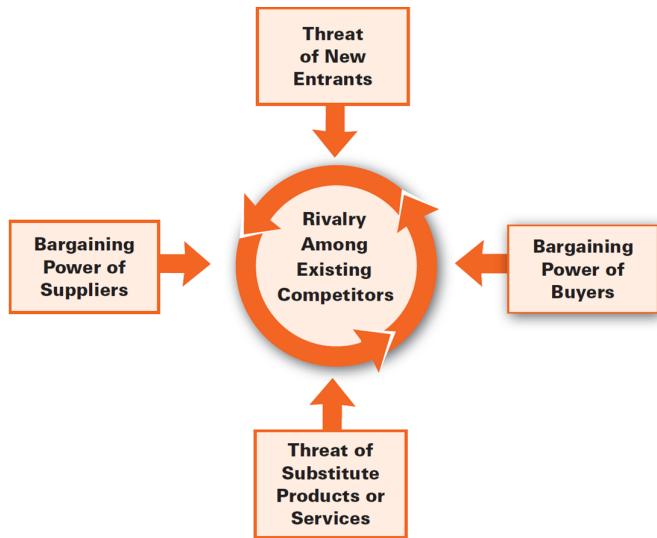 Threat
of New
Entrants
Bargaining
Power of
Suppliers
Rivalry
Among
Existing
Competitors
Bargaining
Power of
Buyers
Threat of
Substitute
Products or
Services